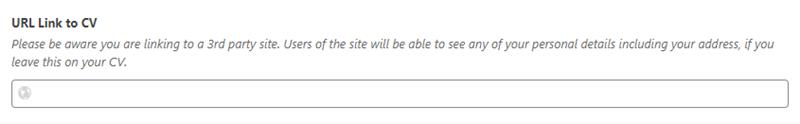 URL Link to CV
Please be aware you are linking to a 3rd party site. Users of the site will be able to see any of your personal details including your address, if you
leave this on your CV.